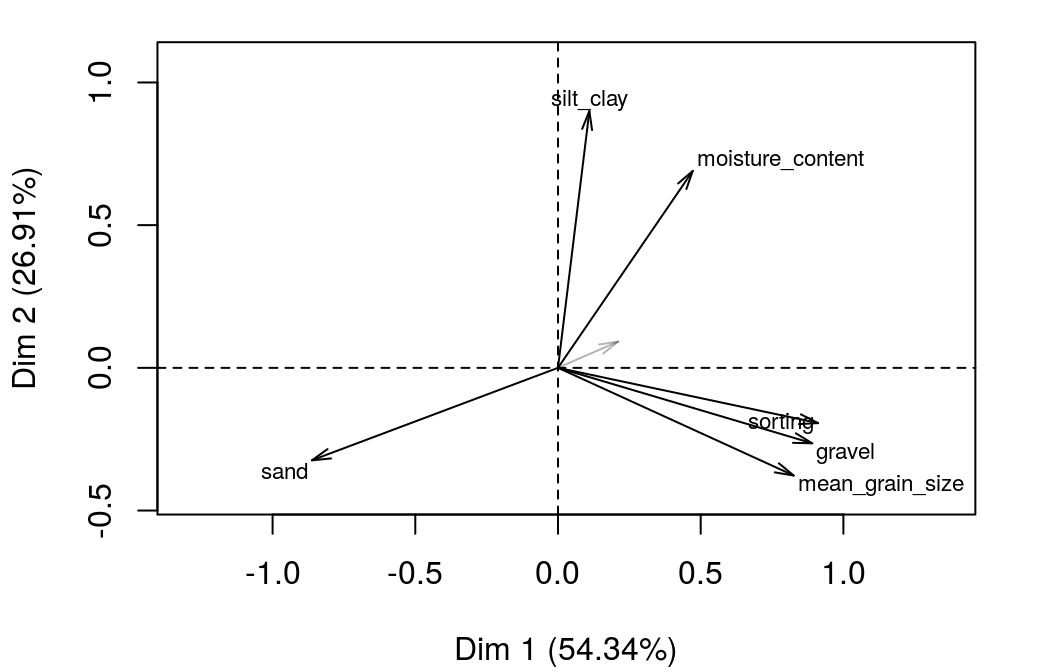 1.0
silt_clay
moisture_content
0.5
Dim 2 (26.91%)
0.0
sorting
gravel
sand
mean_grain_size
-0.5
-1.0 -0.5 0.0 0.5 1.0
Dim 1 (54.34%)